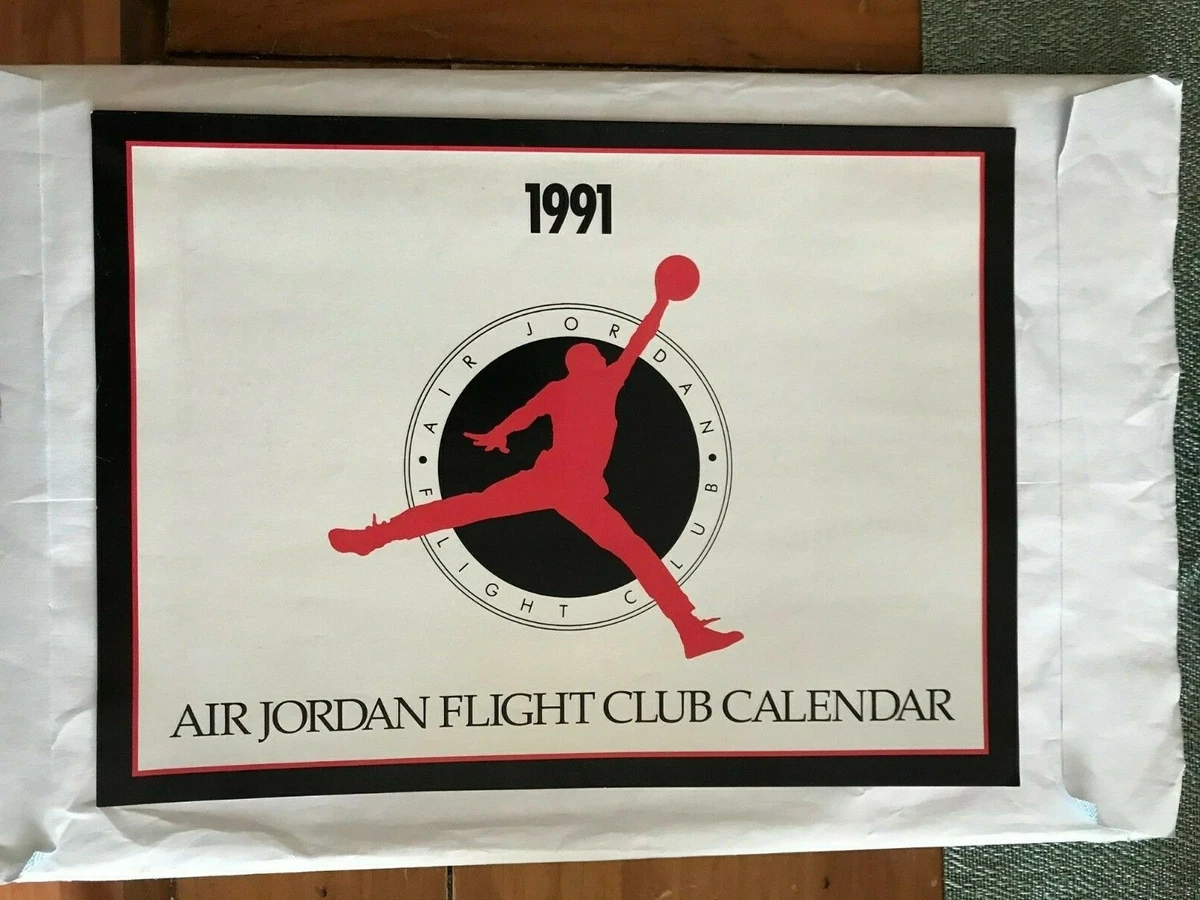 1991
AIR JORDAN
• FLIGHT CLUB •
AIR JORDAN FLIGHT CLUB CALENDAR